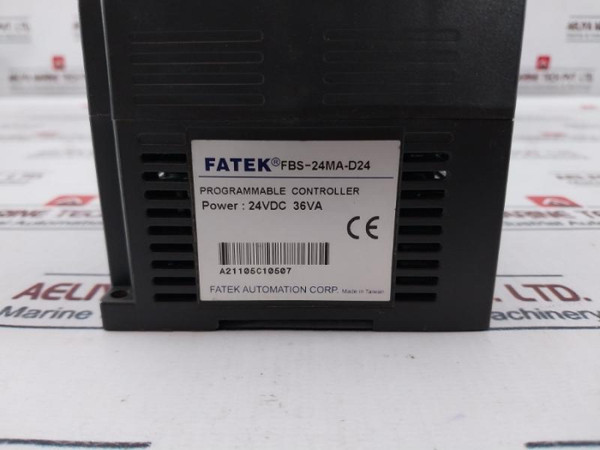 FATEK® FBS-24MA-D24
PROGRAMMABLE CONTROLLER
Power : 24VDC 36VA
CE
A21105C10507
FATEK AUTOMATION CORP. Made in Taiwan